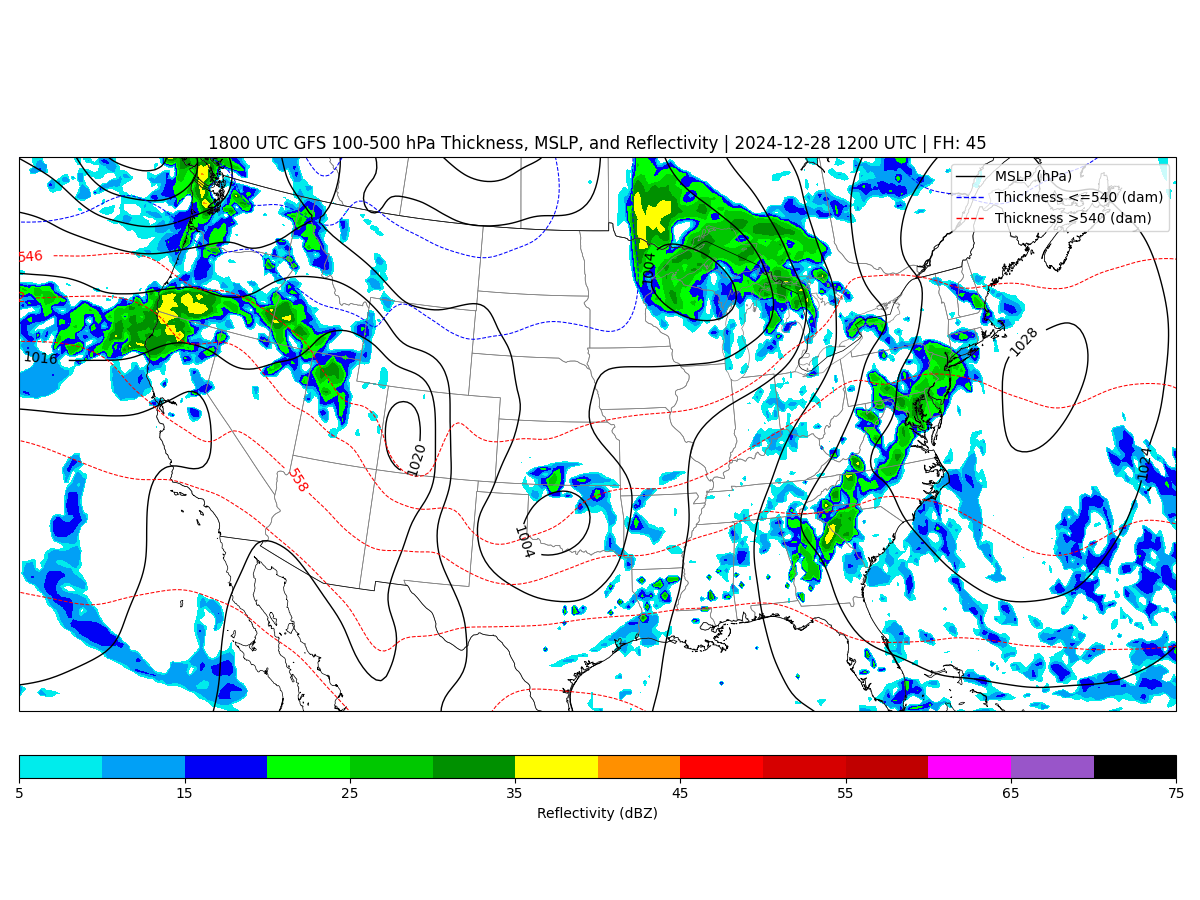 1800 UTC GFS 100-500 hPa Thickness, MSLP, and Reflectivity | 2024-12-28 1200 UTC | FH: 45
MSLP (hPa)
Thickness <=540 (dam)
Thickness >540 (dam)
546
1004
1016
1028
1020
1024
558
1004
5 15 25 35 45 55 65 75
Reflectivity (dBZ)